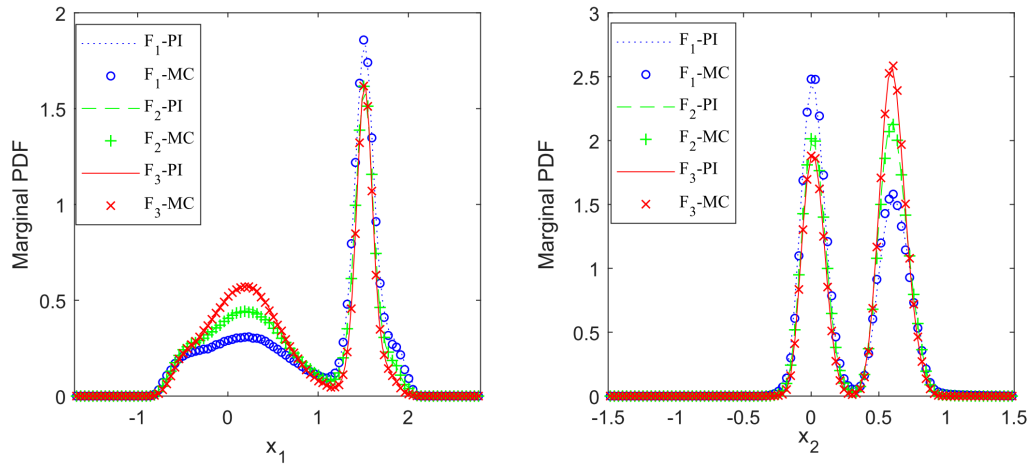 2
1.5
1
0.5
0
Marginal PDF
-1
0
1
2
x1
F1-PI
F1-MC
F2-PI
F2-MC
F3-PI
F3-MC
3
2.5
2
1.5
1
0.5
0
Marginal PDF
-1.5
-1
-0.5
0
0.5
1
1.5
x2
F1-PI
F1-MC
F2-PI
F2-MC
F3-PI
F3-MC